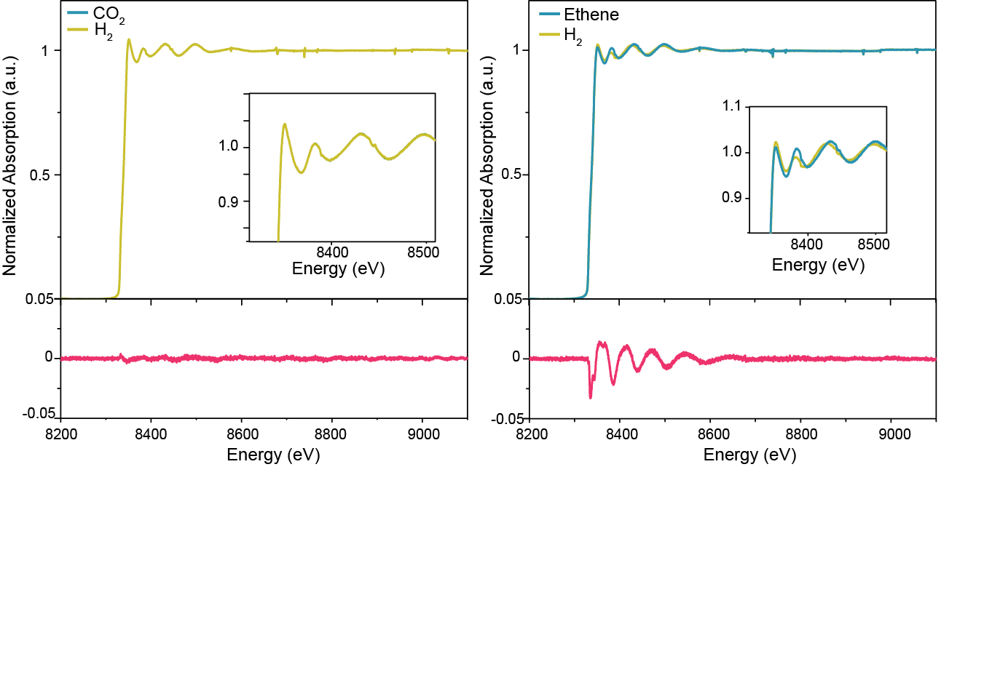 CO2
H2
Normalized Absorption (a.u.)
1
0.5
0.05
0
-0.05
1.0
0.9
8400 8500
Energy (eV)
8200 8400 8600 8800 9000
Energy (eV)
Ethene
H2
Normalized Absorption (a.u.)
1
0.5
0.05
0
-0.05
1.1
1.0
0.9
8400 8500
Energy (eV)
8200 8400 8600 8800 9000
Energy (eV)